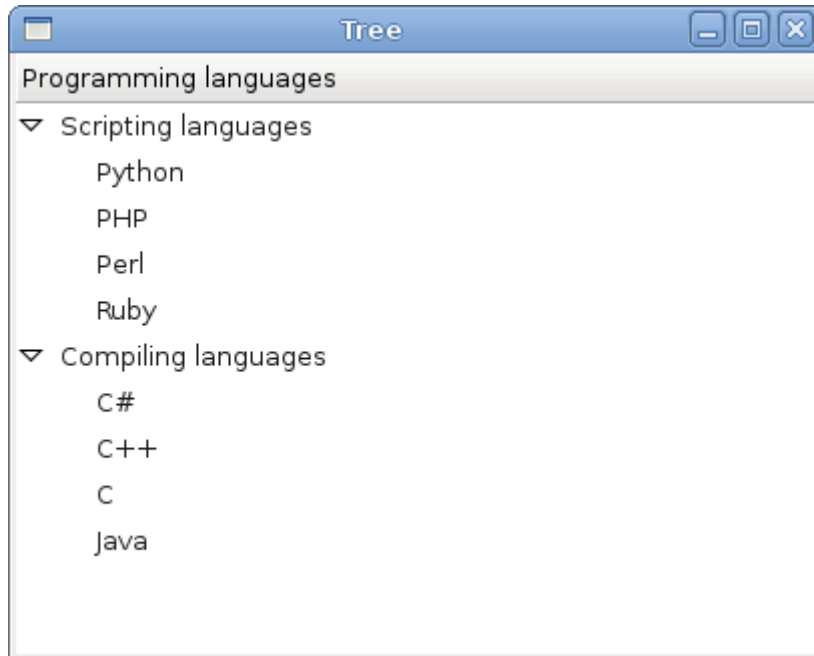 Tree
Programming languages
Scripting languages
Python
PHP
Perl
Ruby
Compiling languages
C#
C++
C
Java